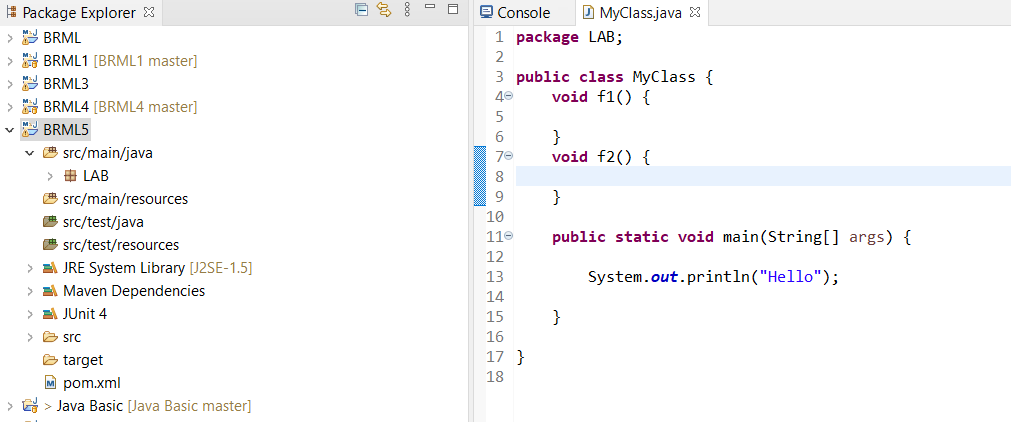 Package Explorer
BRML
BRML1 [BRML1 master]
BRML3
BRML4 [BRML4 master]
BRML5
src/main/java
LAB
src/main/resources
src/test/java
src/test/resources
JRE System Library [J2SE-1.5]
Maven Dependencies
JUnit 4
src
target
pom.xml
> Java Basic [Java Basic master]
Console
MyClass.java
1 package LAB;
2
3 public class MyClass {
4 void f1() {
5
6 }
7 void f2() {
8
9 }
10
11 public static void main(String[] args) {
12
13 System.out.println("Hello");
14
15 }
16
17 }
18